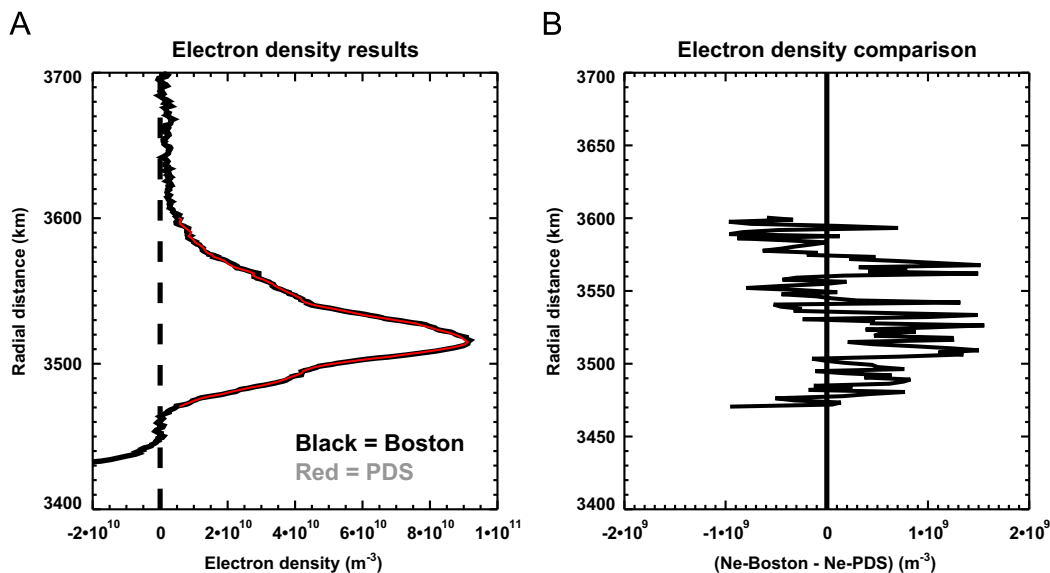 A
Electron density results
3700
3600
3500
3400
Radial distance (km)
Black = Boston
Red = PDS
-2•10^10
0
2•10^10
4•10^10
6•10^10
8•10^10
1•10^11
Electron density (m^-3)
B
Electron density comparison
3700
3650
3600
3550
3500
3450
3400
Radial distance (km)
-2•10^9
-1•10^9
0
1•10^9
2•10^9
(Ne-Boston - Ne-PDS) (m^-3)